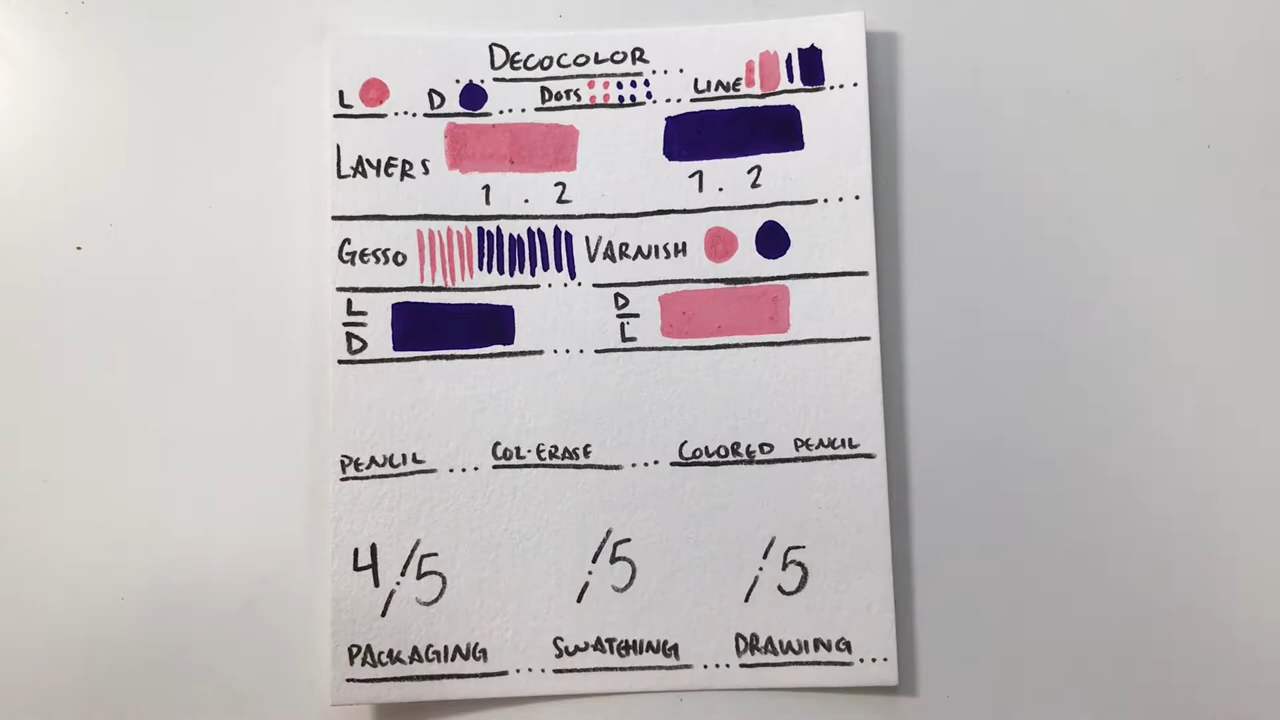 DECOCOLOR
L D DOTS LINE
LAYERS
1 . 2 1 . 2
GESSO VARNISH
L D
D L
PENCIL COL-ERASE COLORED PENCIL
4/5 /5 /5
PACKAGING SWATCHING DRAWING